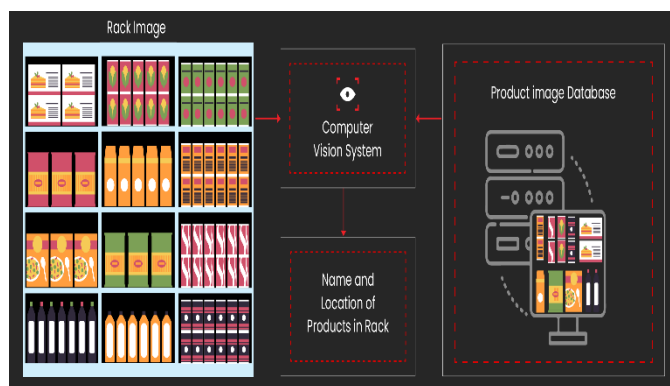 Rack Image
Computer
Vision System
Product image Database
Name and
Location of
Products in Rack